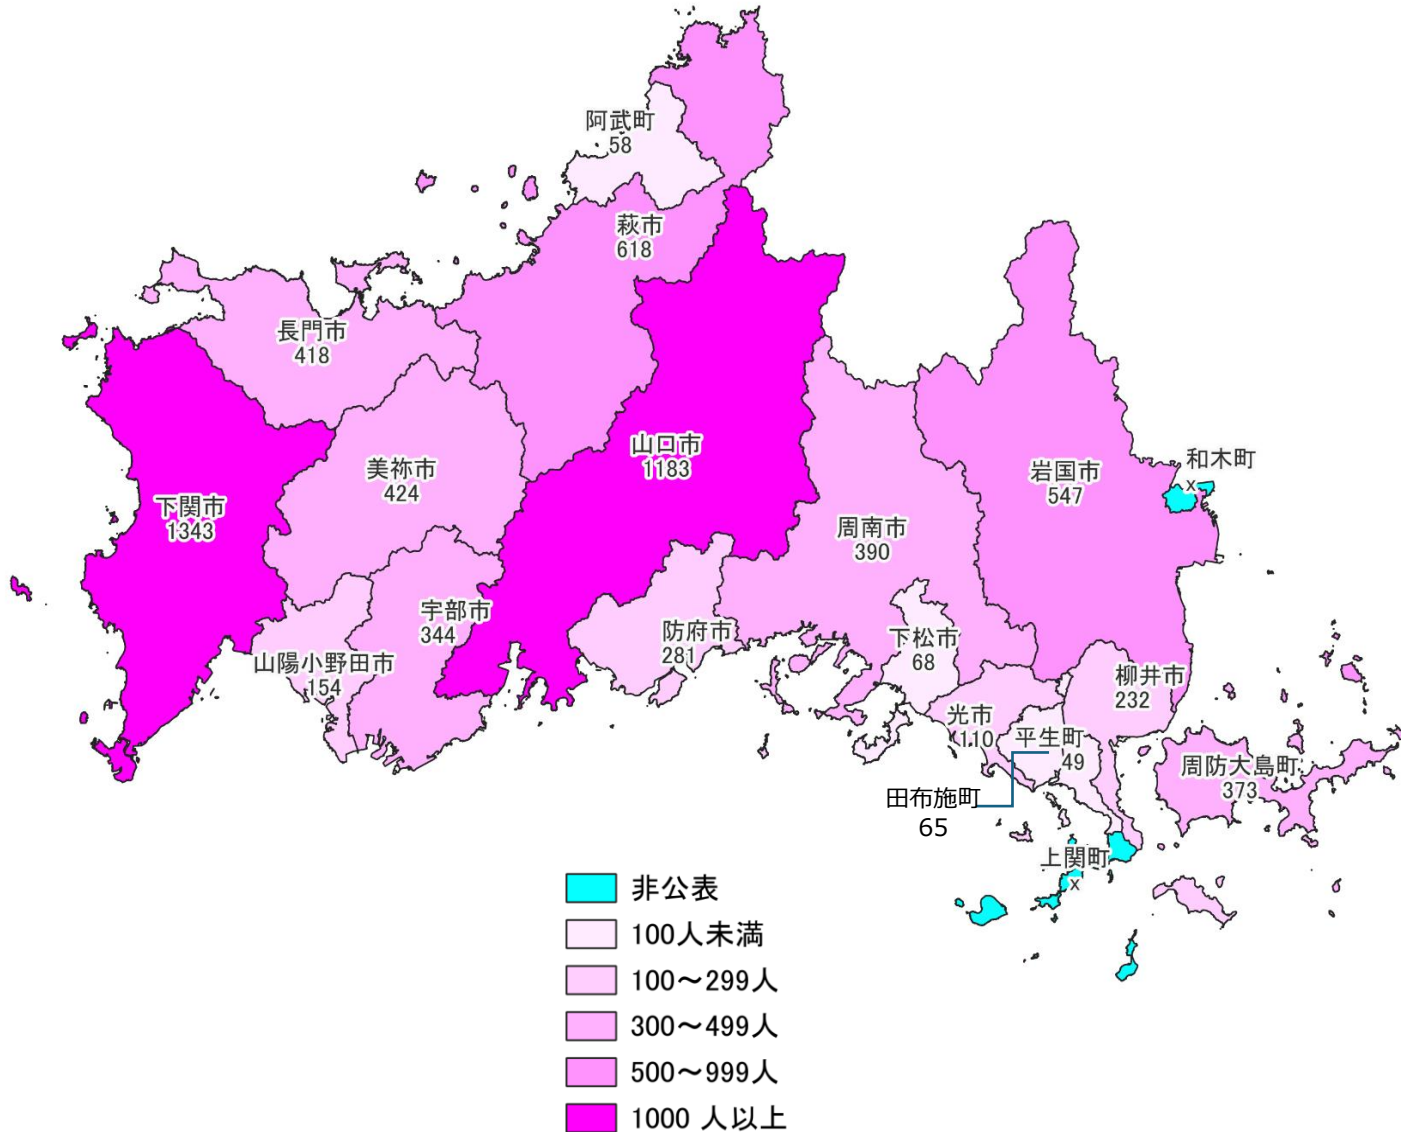 阿武町
58
萩市
618
長門市
418
山口市
1183
美祢市
424
和木町
x
岩国市
547
下関市
1343
周南市
390
宇部市
344
防府市
281
下松市
68
山陽小野田市
154
柳井市
232
光市
110
平生町
49
周防大島町
373
田布施町
65
上関町
x
非公表
100人未満
100～299人
300～499人
500～999人
1000 人以上